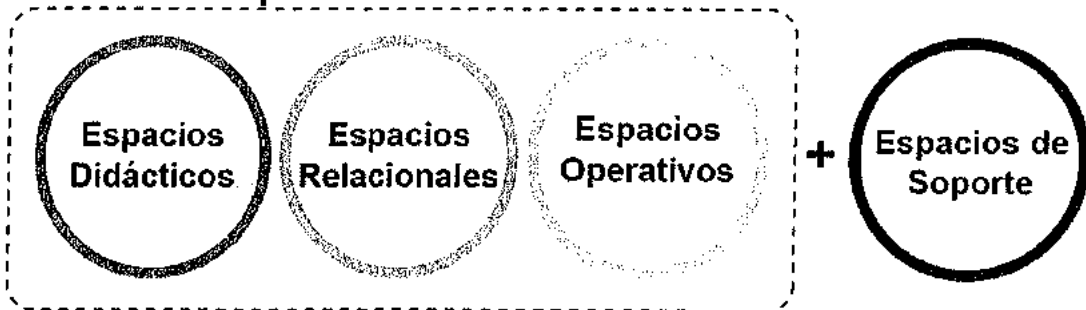 Espacios
Didácticos
Espacios
Relacionales
Espacios
Operativos
+
Espacios de
Soporte